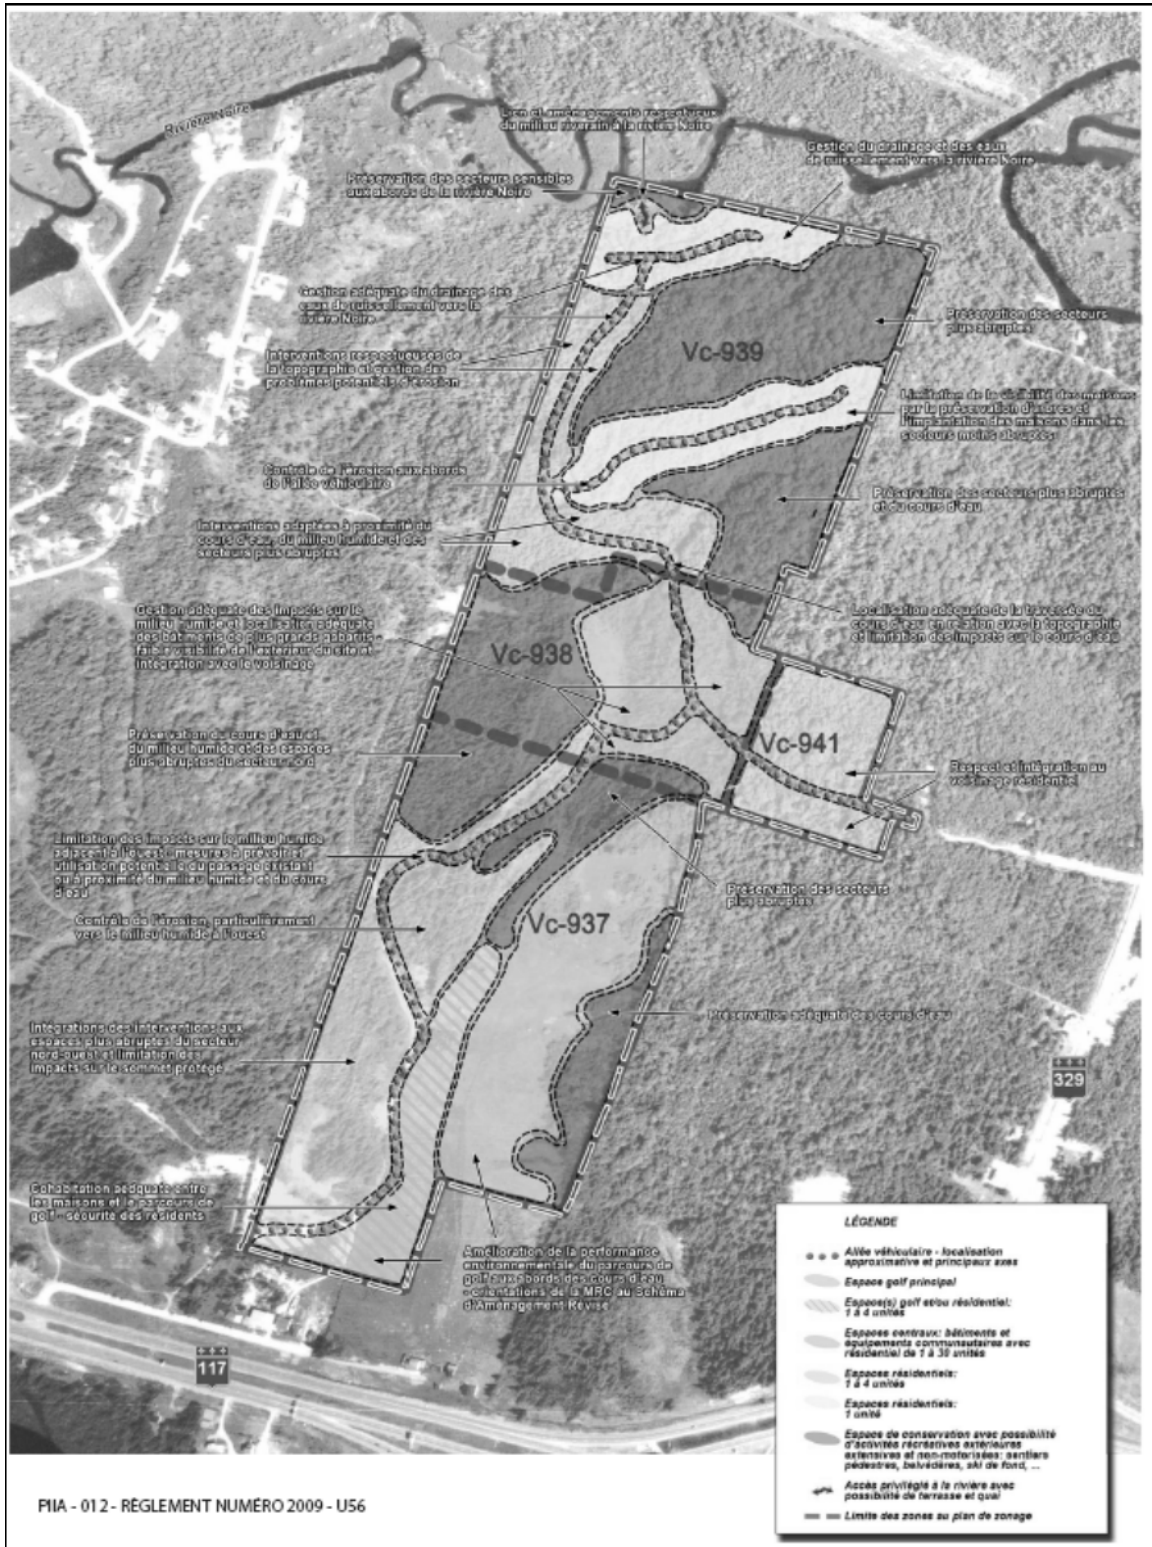 Rivière Noire
Lien et aménagements respectueux
du milieu riverain à la rivière Noire
Gestion du drainage et des eaux
de ruissellement vers la rivière Noire
Préservation des secteurs sensibles
aux abords de la rivière Noire
Gestion adéquate du drainage des
eaux de ruissellement vers la
rivière Noire
Préservation des secteurs
plus abruptes
Vc-939
Interventions respectueuses de
la topographie et gestion des
problèmes potentiels d'érosion
Limitation de la visibilité des maisons
par la préservation d'arbres et
l'implantation des maisons dans les
secteurs moins abruptes
Contrôle de l'érosion aux abords
de l'allée véhiculaire
Préservation des secteurs plus abruptes
et du cours d'eau
Interventions adaptées à proximité du
cours d'eau, du milieu humide et des
secteurs plus abruptes
Gestion adéquate des impacts sur le
milieu humide et localisation adéquate
des bâtiments de plus grands gabarits -
faible visibilité de l'extérieur du site et
intégration avec le voisinage
Localisation adéquate de la traversée du
cours d'eau en relation avec la topographie
et limitation des impacts sur le cours d'eau
Vc-938
Préservation du cours d'eau et
du milieu humide et des espaces
plus abruptes du secteur nord
Vc-941
Respect et intégration au
voisinage résidentiel
Limitation des impacts sur le milieu humide
adjacent à l'ouest - mesures à prévoir et
utilisation potentielle du passage existant
ou à proximité du milieu humide et du cours
d'eau
Préservation des secteurs
plus abruptes
Contrôle de l'érosion, particulièrement
vers le milieu humide à l'ouest
Vc-937
Préservation adéquate des cours d'eau
Intégrations des interventions aux
espaces plus abruptes du secteur
nord-ouest et limitation des
impacts sur le sommet protégé
329
Cohabitation adéquate entre
les maisons et le parcours de
golf - sécurité des résidents
Amélioration de la performance
environnementale du parcours de
golf aux abords des cours d'eau
- orientations de la MRC au Schéma
d'Aménagement Révisé
117
LÉGENDE
Allée véhiculaire - localisation
approximative et principaux axes
Espace golf principal
Espace(s) golf et/ou résidentiel:
1 à 4 unités
Espaces centraux: bâtiments et
équipements communautaires avec
résidentiel de 1 à 30 unités
Espaces résidentiels:
1 à 4 unités
Espaces résidentiels:
1 unité
Espace de conservation avec possibilité
d'activités récréatives extérieures
extensives et non-motorisées: sentiers
pédestres, belvédères, ski de fond, ...
Accès privilégié à la rivière avec
possibilité de terrasse et quai
Limite des zones au plan de zonage
PIIA - 012 - RÈGLEMENT NUMÉRO 2009 - U56